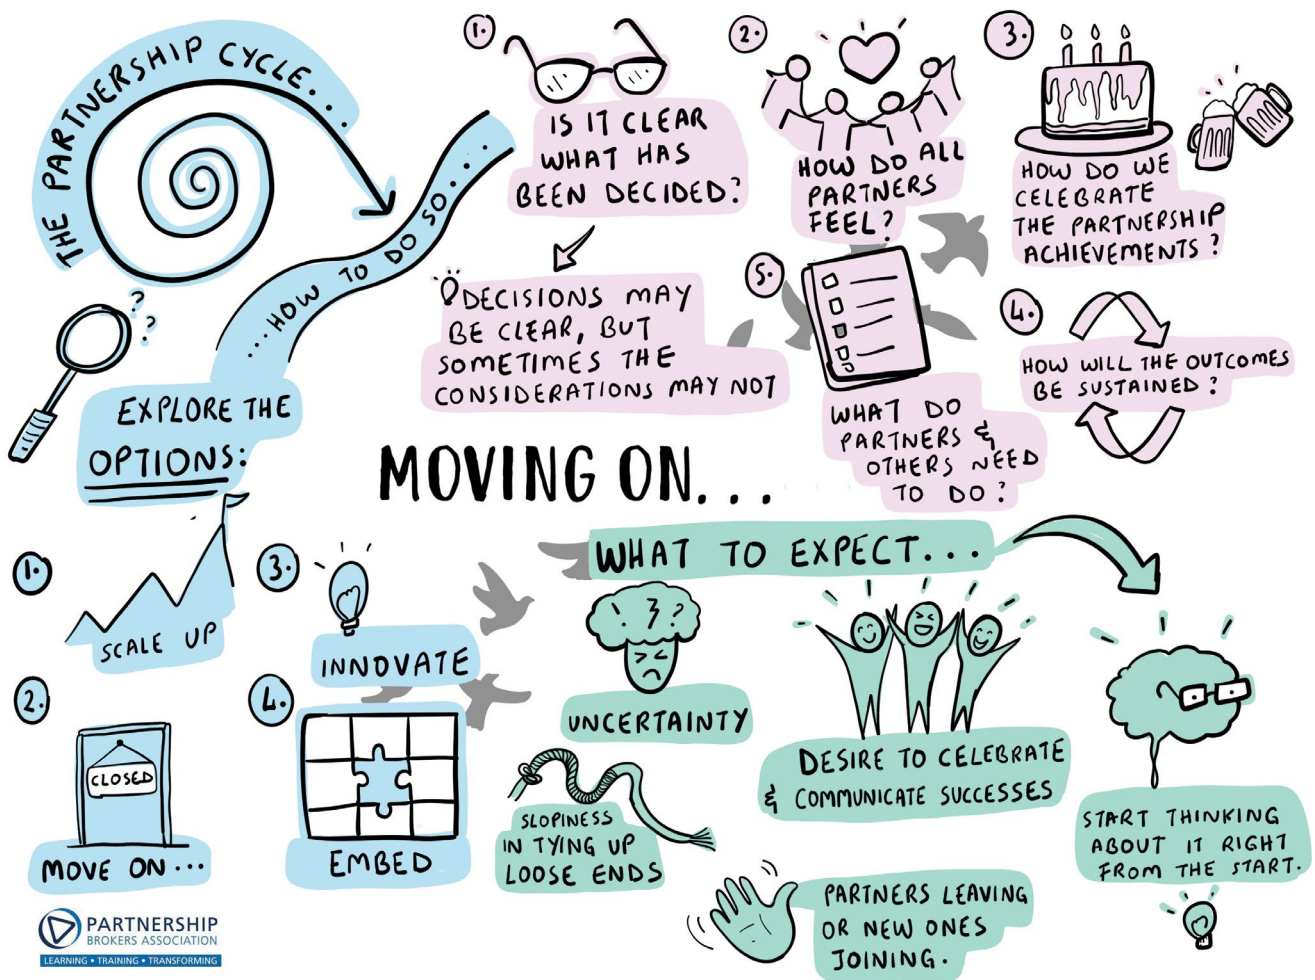 THE PARTNERSHIP CYCLE...
...HOW TO DO SO...
? ? ?
EXPLORE THE
OPTIONS:
1.
SCALE UP
2.
CLOSED
MOVE ON...
3.
INNOVATE
4.
EMBED
1.
IS IT CLEAR
WHAT HAS
BEEN DECIDED?
DECISIONS MAY
BE CLEAR, BUT
SOMETIMES THE
CONSIDERATIONS MAY NOT
2.
HOW DO ALL
PARTNERS
FEEL?
3.
HOW DO WE
CELEBRATE
THE PARTNERSHIP
ACHIEVEMENTS?
4.
HOW WILL THE OUTCOMES
BE SUSTAINED?
5.
WHAT DO
PARTNERS &
OTHERS NEED
TO DO?
MOVING ON...
WHAT TO EXPECT...
! ?
UNCERTAINTY
DESIRE TO CELEBRATE
& COMMUNICATE SUCCESSES
SLOPINESS
IN TYING UP
LOOSE ENDS
PARTNERS LEAVING
OR NEW ONES
JOINING.
START THINKING
ABOUT IT RIGHT
FROM THE START.
PARTNERSHIP
BROKERS ASSOCIATION
LEARNING • TRAINING • TRANSFORMING